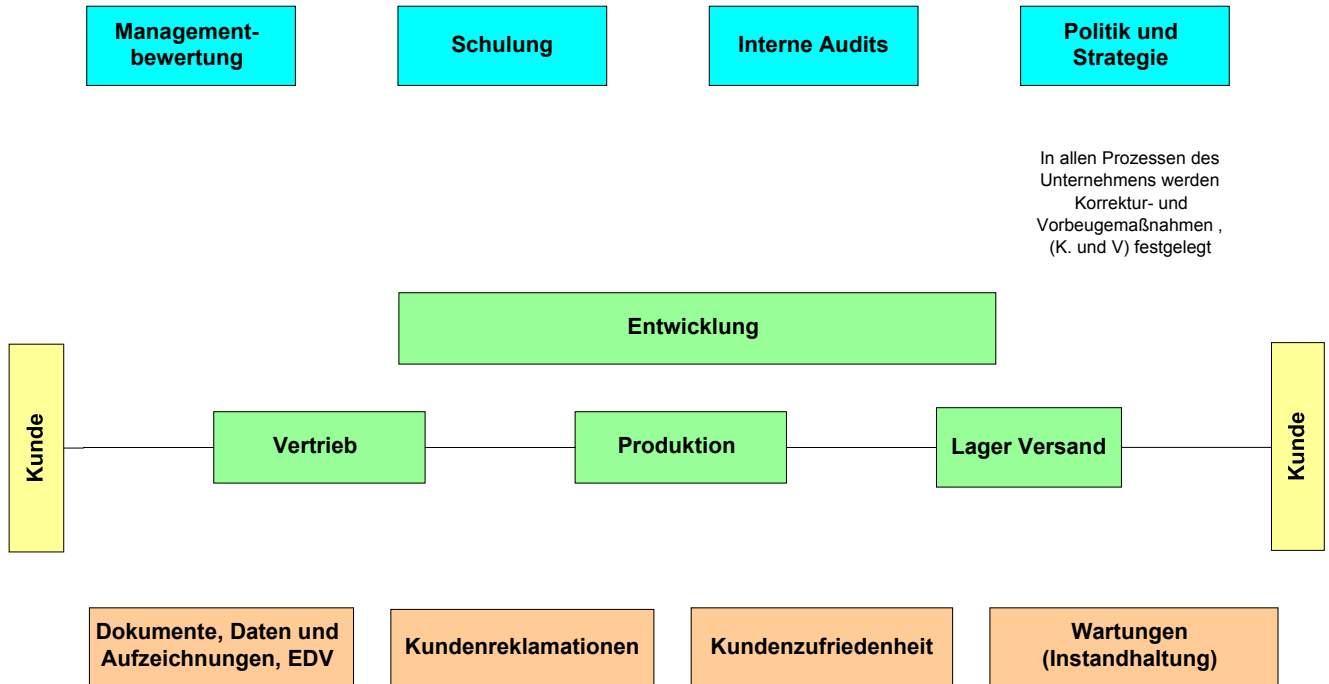 Management-
bewertung
Schulung
Interne Audits
Politik und
Strategie
In allen Prozessen des
Unternehmens werden
Korrektur- und
Vorbeugemaßnahmen ,
(K. und V) festgelegt
Entwicklung
Kunde
Vertrieb
Produktion
Lager Versand
Kunde
Dokumente, Daten und
Aufzeichnungen, EDV
Kundenreklamationen
Kundenzufriedenheit
Wartungen
(Instandhaltung)